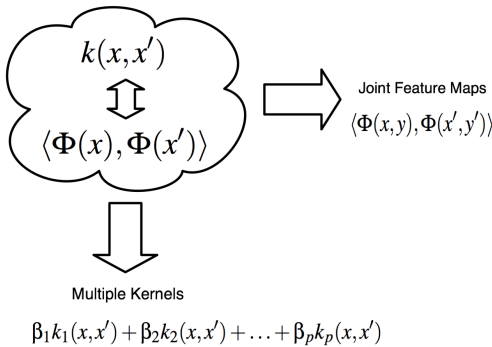 k(x,x′)
⟨Φ(x),Φ(x′)⟩
Joint Feature Maps
⟨Φ(x,y),Φ(x′,y′)⟩
Multiple Kernels
β₁k₁(x,x′)+β₂k₂(x,x′)+…+βₚkₚ(x,x′)